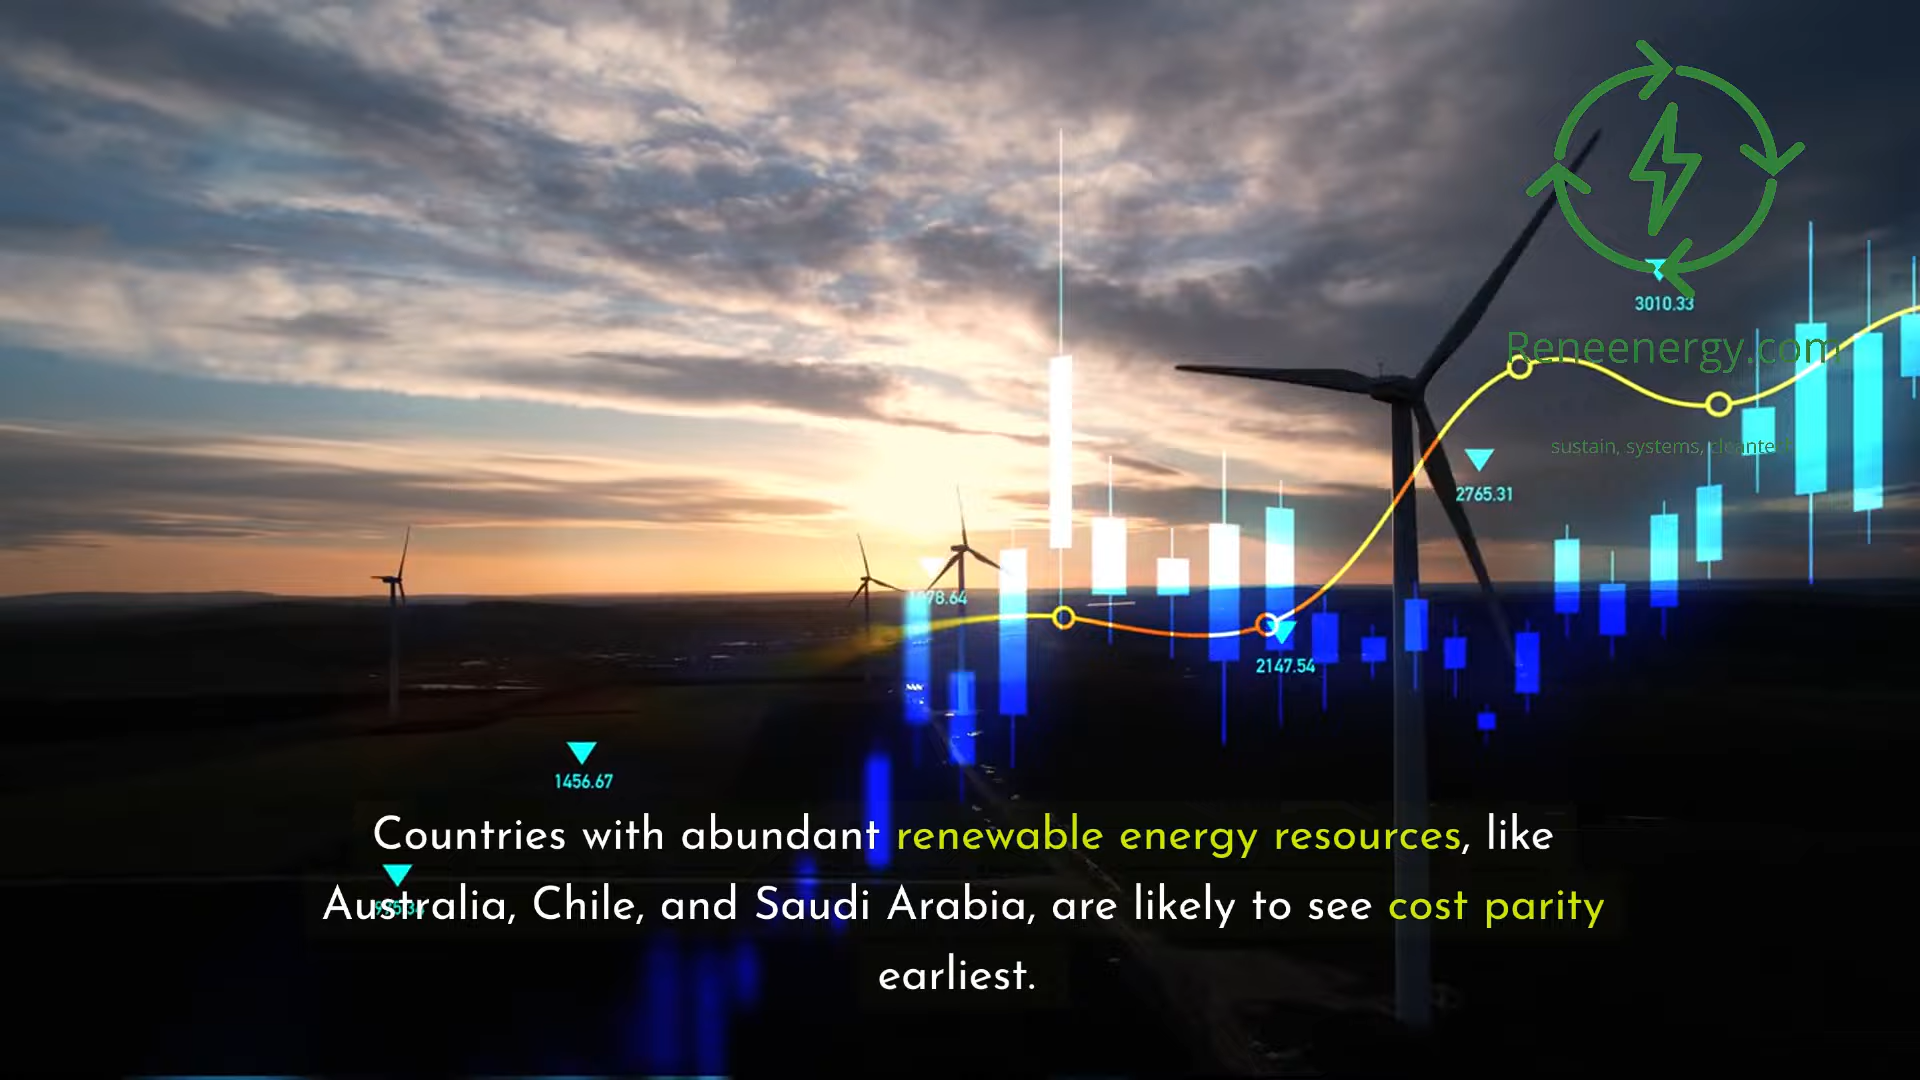 3010.33
Reneenergy.com
sustain, systems, cleantech
2765.31
2147.54
1456.67
Countries with abundant renewable energy resources, like
Australia, Chile, and Saudi Arabia, are likely to see cost parity
earliest.